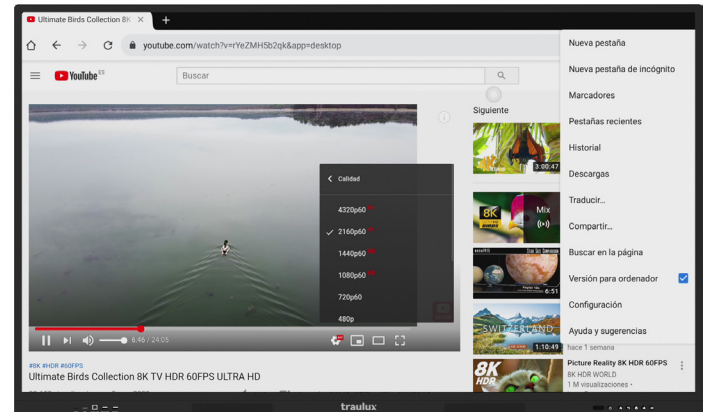 Ultimate Birds Collection 8K
youtube.com/watch?v=rYeZMH5b2qk&app=desktop
YouTube ES
Buscar
Siguiente
Calidad
4320p60
2160p60
1440p60
1080p60
720p60
480p
6:46 / 24:05
#8K #HDR #60FPS
Ultimate Birds Collection 8K TV HDR 60FPS ULTRA HD
3:00:47
8K
Mix
6:51
SWITZERLAND
1:10:49
hace 1 semana
8K
HDR
Picture Reality 8K HDR 60FPS
8K HDR WORLD
1 M visualizaciones •
Nueva pestaña
Nueva pestaña de incógnito
Marcadores
Pestañas recientes
Historial
Descargas
Traducir...
Compartir...
Buscar en la página
Versión para ordenador
Configuración
Ayuda y sugerencias
traulux